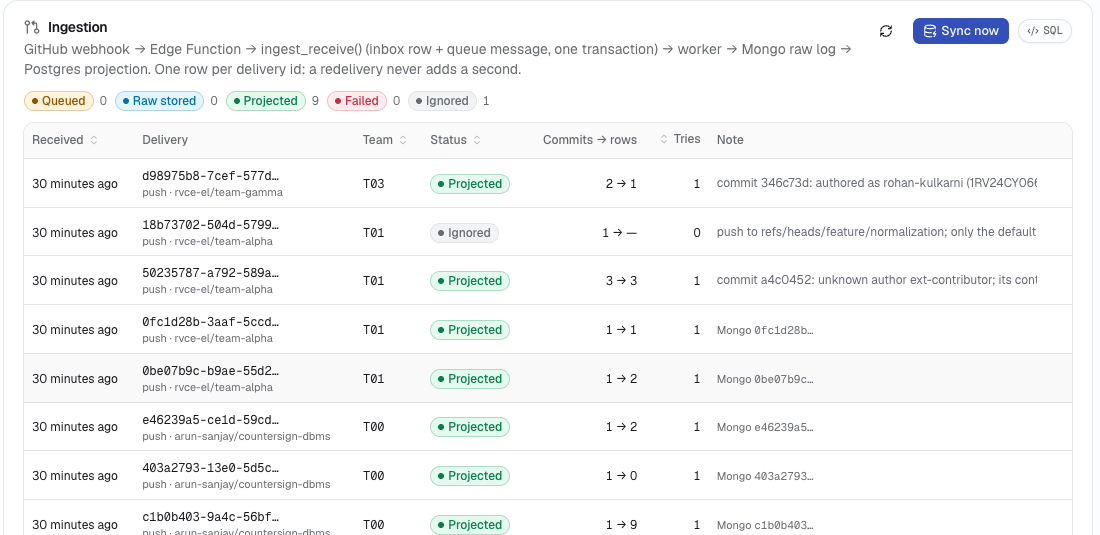 Ingestion
GitHub webhook → Edge Function → ingest_receive() (inbox row + queue message, one transaction) → worker → Mongo raw log →
Postgres projection. One row per delivery id: a redelivery never adds a second.
Sync now
</> SQL
Queued 0 Raw stored 0 Projected 9 Failed 0 Ignored 1
Received Delivery Team Status Commits → rows Tries Note
d98975b8-7cef-577d…
30 minutes ago T03 Projected 2 → 1 1 commit 346c73d: authored as rohan-kulkarni (1RV24CY066
push · rvce-el/team-gamma
18b73702-504d-5799…
30 minutes ago T01 Ignored 1 → — 0 push to refs/heads/feature/normalization; only the default
push · rvce-el/team-alpha
50235787-a792-589a…
30 minutes ago T01 Projected 3 → 3 1 commit a4c0452: unknown author ext-contributor; its cont
push · rvce-el/team-alpha
0fc1d28b-3aaf-5ccd…
30 minutes ago T01 Projected 1 → 1 1 Mongo 0fc1d28b…
push · rvce-el/team-alpha
0be07b9c-b9ae-55d2…
30 minutes ago T01 Projected 1 → 2 1 Mongo 0be07b9c…
push · rvce-el/team-alpha
e46239a5-ce1d-59cd…
30 minutes ago T00 Projected 1 → 2 1 Mongo e46239a5…
push · arun-sanjay/countersign-dbms
403a2793-13e0-5d5c…
30 minutes ago T00 Projected 1 → 0 1 Mongo 403a2793…
push · arun-sanjay/countersign-dbms
c1b0b403-9a4c-56bf…
30 minutes ago T00 Projected 1 → 9 1 Mongo c1b0b403…
push · arun-sanjay/countersign-dbms